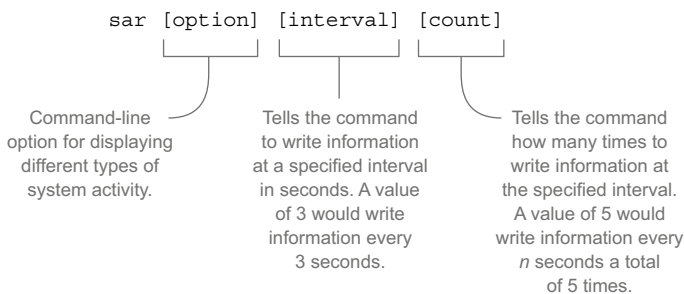 sar [option] [interval] [count]
Command-line
option for displaying
different types of
system activity.
Tells the command
to write information
at a specified interval
in seconds. A value
of 3 would write
information every
3 seconds.
Tells the command
how many times to
write information at
the specified interval.
A value of 5 would
write information every
n seconds a total
of 5 times.